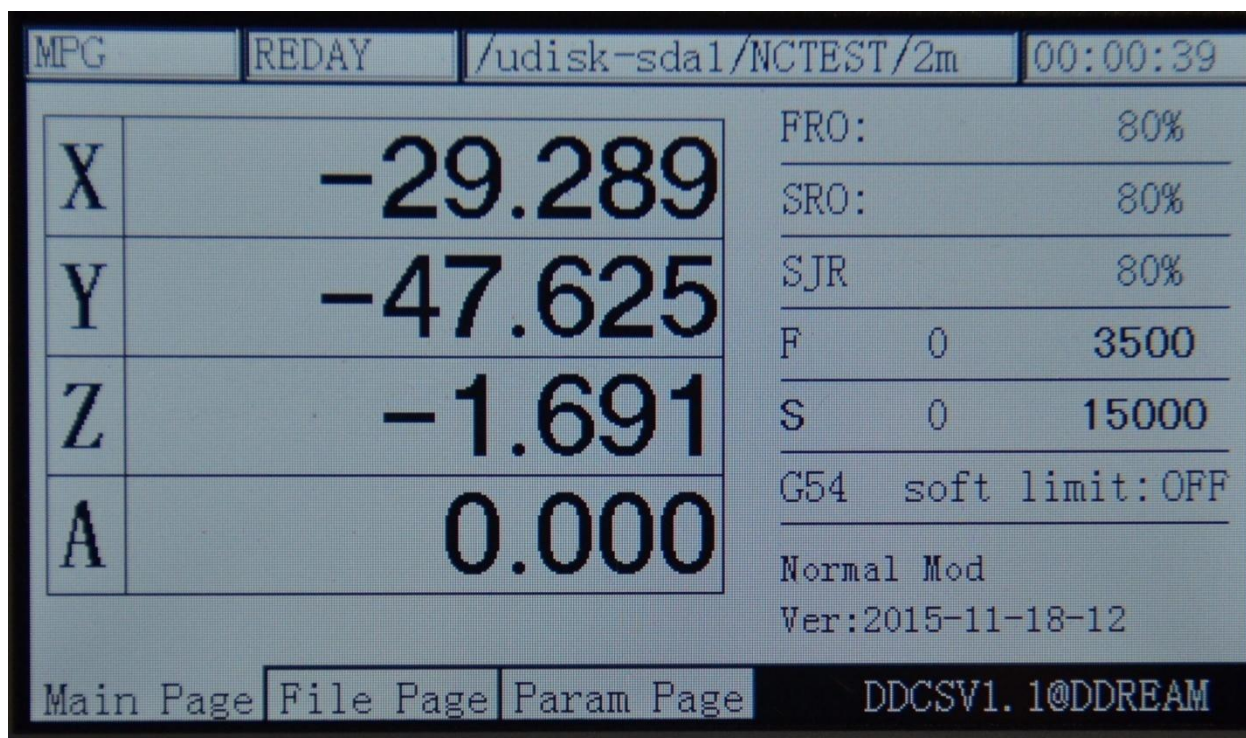 MPG REDAY /udisk-sda1/NCTEST/2m 00:00:39
X -29.289
Y -47.625
Z -1.691
A 0.000
FRO: 80%
SRO: 80%
SJR 80%
F 0 3500
S 0 15000
G54 soft limit:OFF
Normal Mod
Ver:2015-11-18-12
Main Page File Page Param Page DDCSV1.1@DDREAM